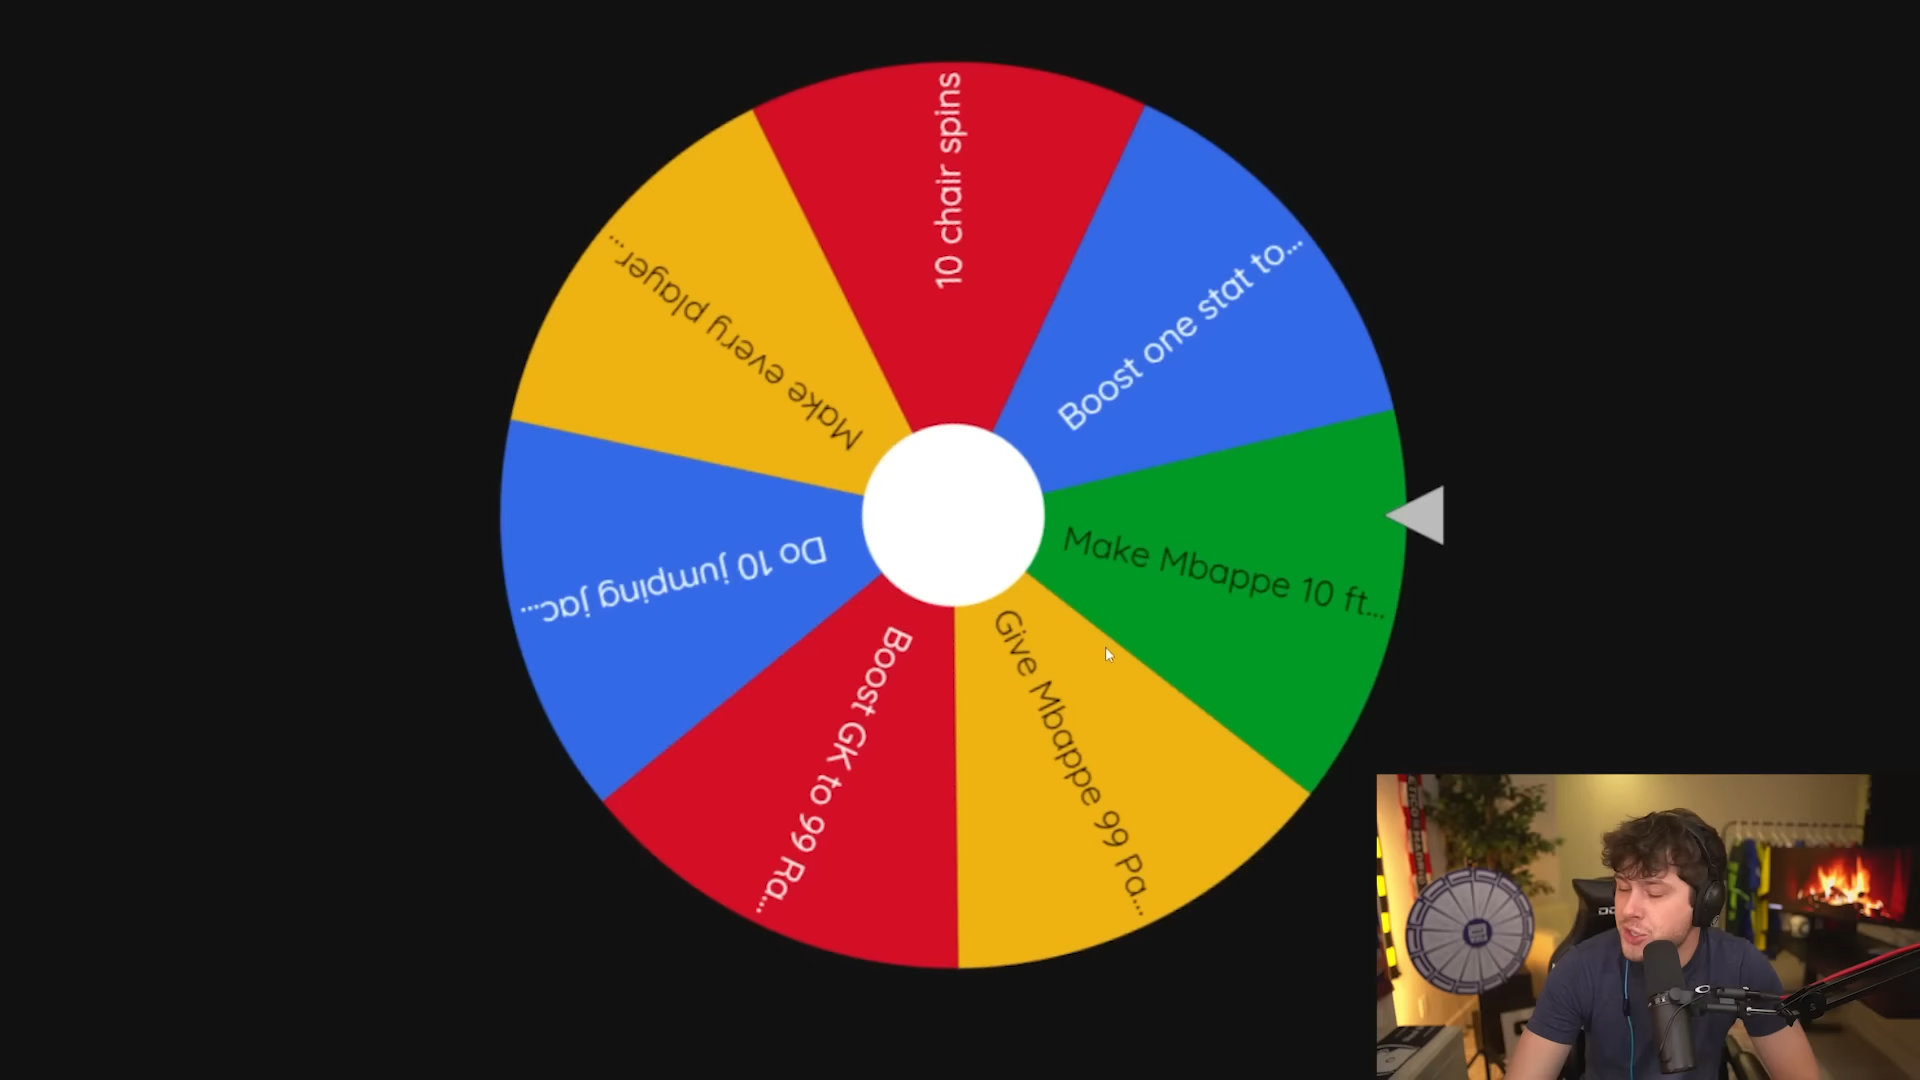 10 chair spins
Boost one stat to...
Make Mbappe 10 ft...
Give Mbappe 99 Pa...
Boost GK to 99 Ra...
Do 10 jumping jac...
Make every player...